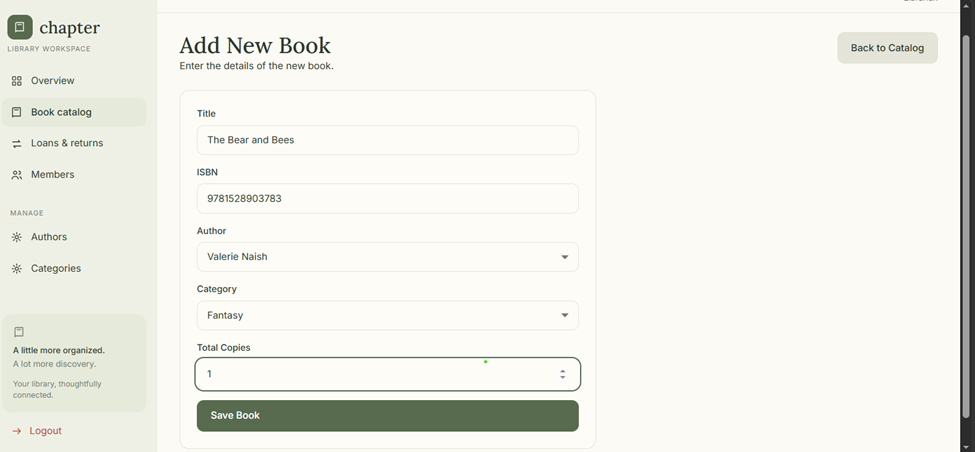 chapter
LIBRARY WORKSPACE
Overview
Book catalog
Loans & returns
Members
MANAGE
Authors
Categories
A little more organized.
A lot more discovery.
Your library, thoughtfully
connected.
Logout
Add New Book
Enter the details of the new book.
Back to Catalog
Title
The Bear and Bees
ISBN
9781528903783
Author
Valerie Naish
Category
Fantasy
Total Copies
1
Save Book